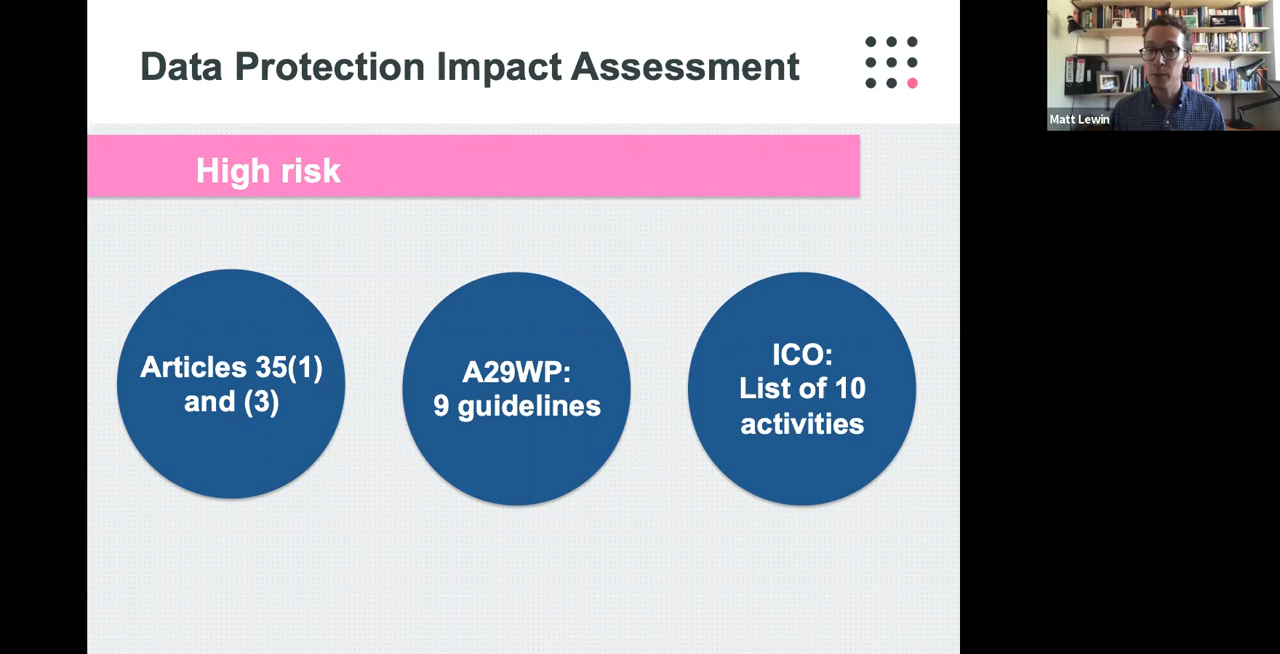 Data Protection Impact Assessment
High risk
Articles 35(1)
and (3)
A29WP:
9 guidelines
ICO:
List of 10
activities
Matt Lewin